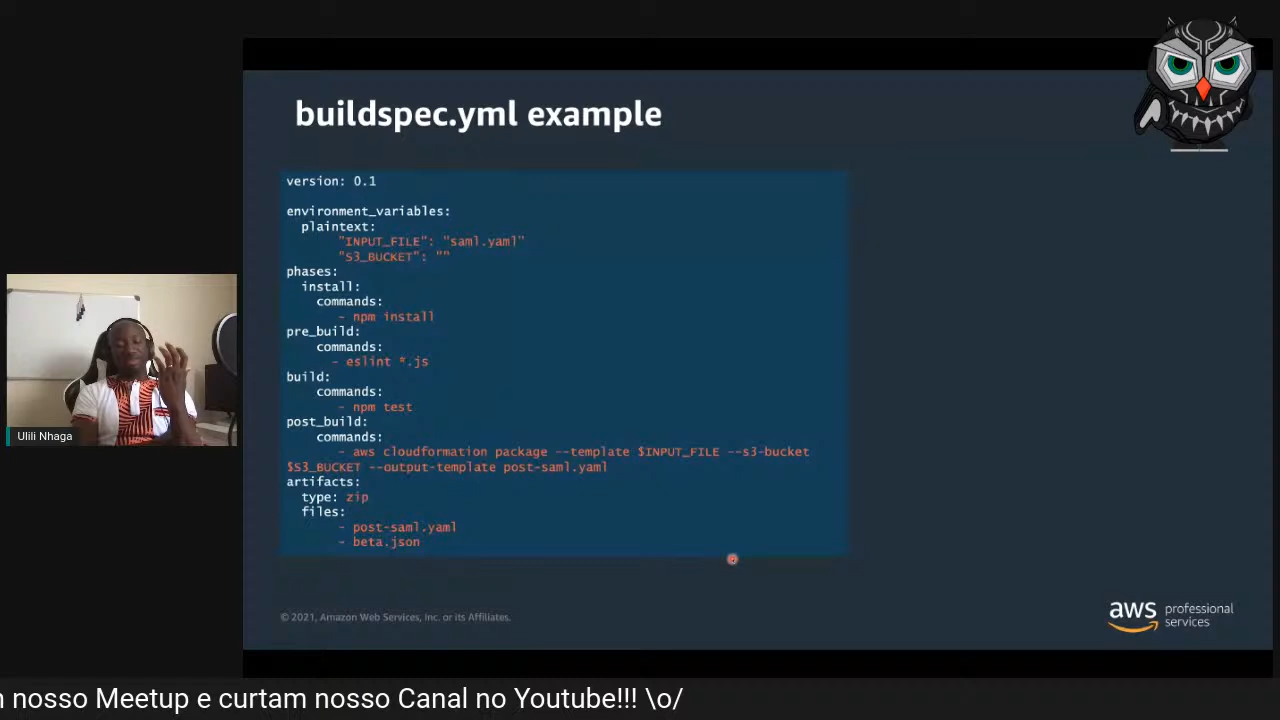 buildspec.yml example
version: 0.1
environment_variables:
plaintext:
"INPUT_FILE": "saml.yaml"
"S3_BUCKET": ""
phases:
install:
commands:
- npm install
pre_build:
commands:
- eslint *.js
build:
commands:
- npm test
post_build:
commands:
- aws cloudformation package --template $INPUT_FILE --s3-bucket
$S3_BUCKET --output-template post-saml.yaml
artifacts:
type: zip
files:
- post-saml.yaml
- beta.json
Ulili Nhaga
© 2021, Amazon Web Services, Inc. or its Affiliates.
aws professional
services
nosso Meetup e curtam nosso Canal no Youtube!!! \o/